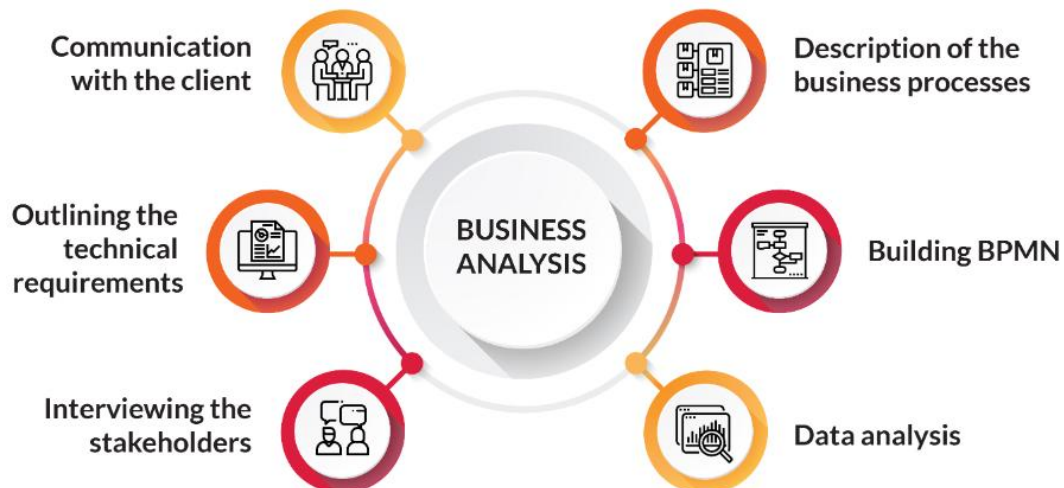 Communication
with the client
Outlining the
technical
requirements
Interviewing the
stakeholders
BUSINESS
ANALYSIS
Description of the
business processes
Building BPMN
Data analysis